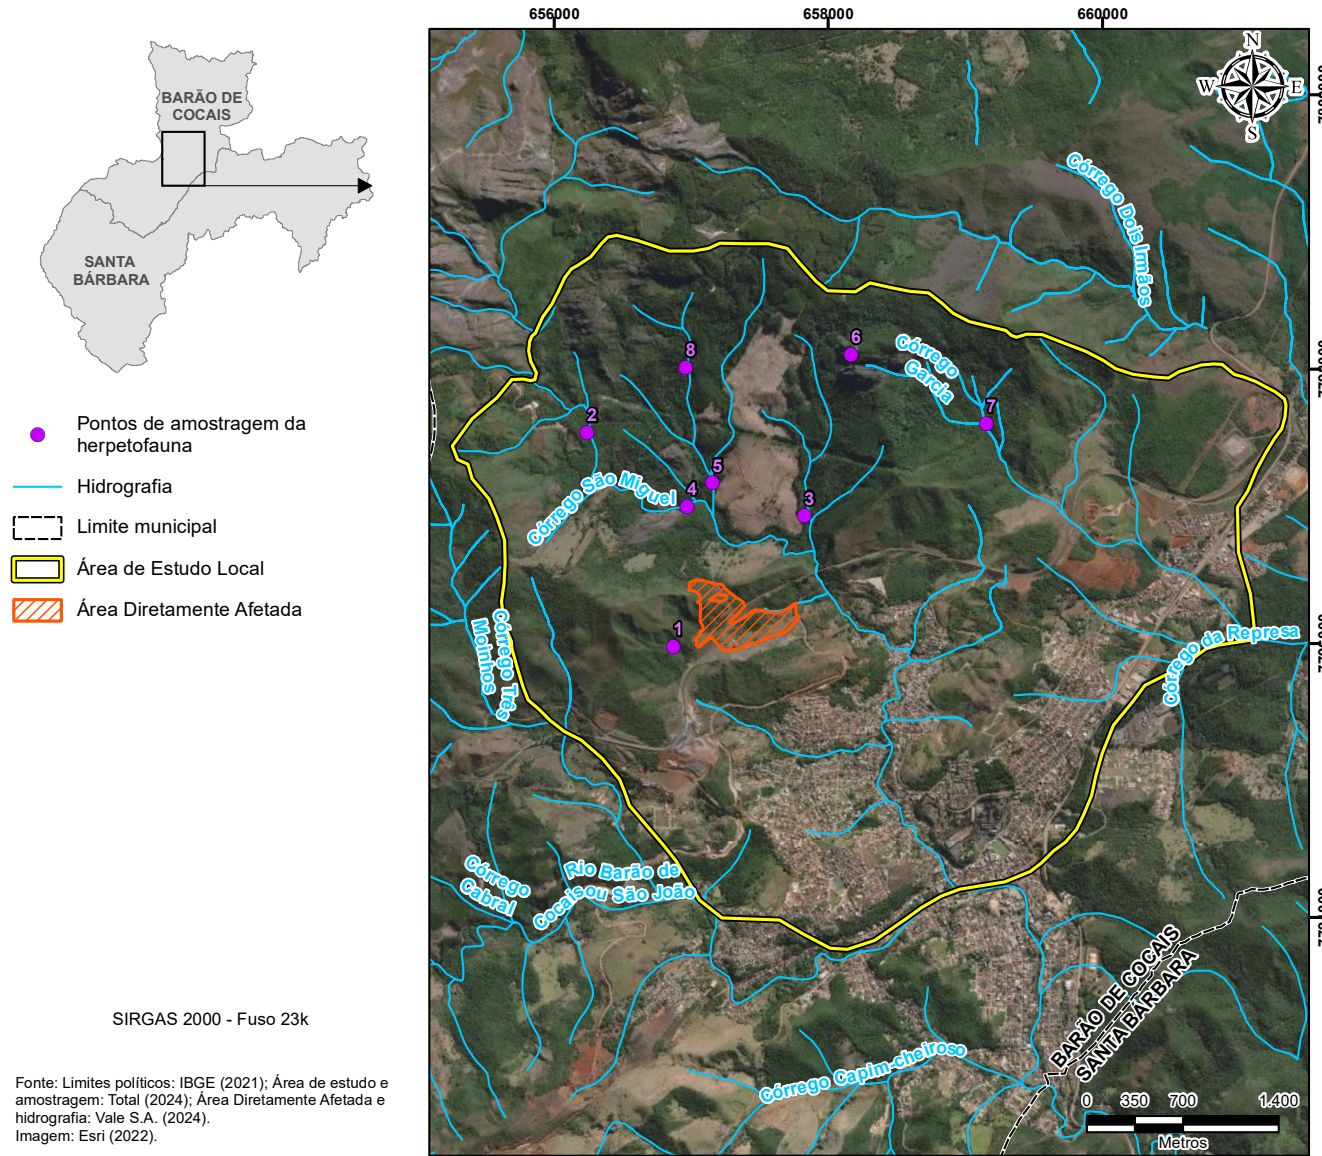 656000
658000
660000
N
W
E
S
BARÃO DE
COCAIS
SANTA
BÁRBARA
Pontos de amostragem da
herpetofauna
Hidrografia
Limite municipal
Área de Estudo Local
Área Diretamente Afetada
Córrego Dois Irmãos
Córrego
Garcia
6
8
7
2
5
4
3
1
Córrego São Miguel
Córrego Três
Moinhos
Córrego da Represa
Córrego
Cabral
Rio Barão de
Cocais ou São João
Córrego Capim-cheiroso
BARÃO DE COCAIS
SANTA BÁRBARA
0 350 700 1.400
Metros
SIRGAS 2000 - Fuso 23k
Fonte: Limites políticos: IBGE (2021); Área de estudo e
amostragem: Total (2024); Área Diretamente Afetada e
hidrografia: Vale S.A. (2024).
Imagem: Esri (2022).